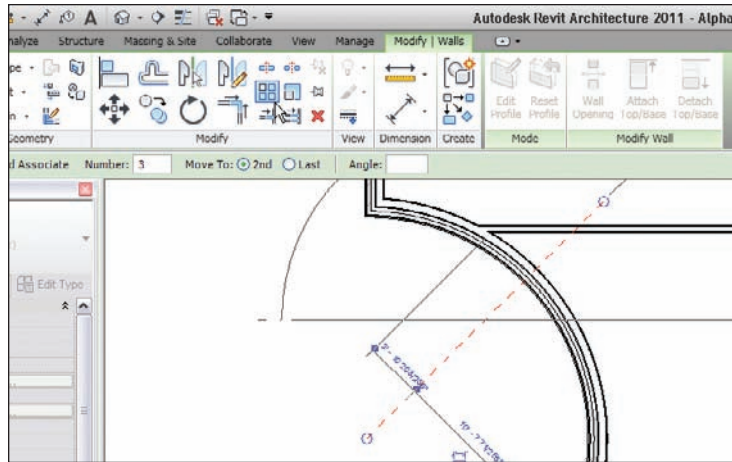 Autodesk Revit Architecture 2011 - Alpha
nalyze Structure Massing & Site Collaborate View Manage Modify | Walls
Edit Profile Reset Profile Wall Opening Attach Top/Base Detach Top/Base
Geometry Modify View Dimension Create Mode Modify Wall
d Associate Number: 3 Move To: 2nd Last Angle:
Edit Type